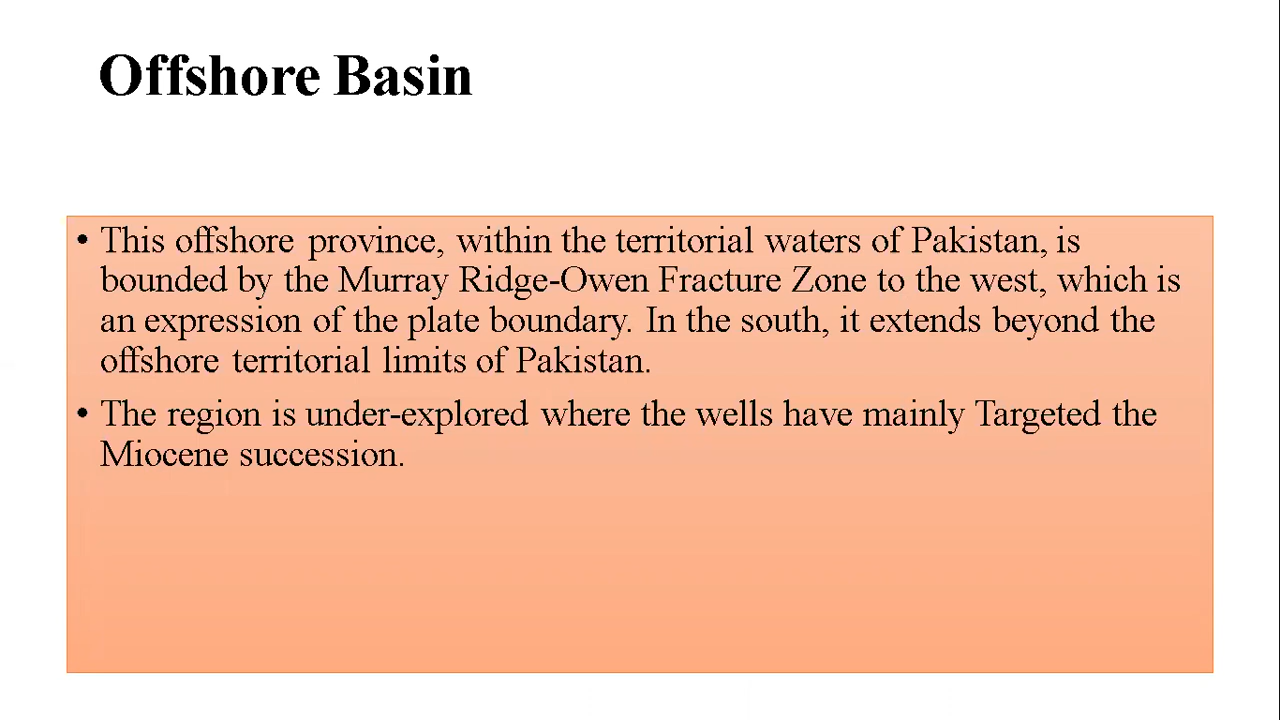 Offshore Basin
• This offshore province, within the territorial waters of Pakistan, is
bounded by the Murray Ridge-Owen Fracture Zone to the west, which is
an expression of the plate boundary. In the south, it extends beyond the
offshore territorial limits of Pakistan.
• The region is under-explored where the wells have mainly Targeted the
Miocene succession.